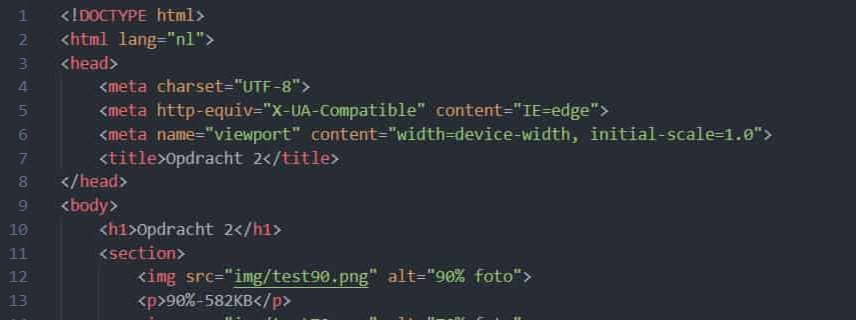 1 <!DOCTYPE html>
2 <html lang="nl">
3 <head>
4 <meta charset="UTF-8">
5 <meta http-equiv="X-UA-Compatible" content="IE=edge">
6 <meta name="viewport" content="width=device-width, initial-scale=1.0">
7 <title>Opdracht 2</title>
8 </head>
9 <body>
10 <h1>Opdracht 2</h1>
11 <section>
12 <img src="img/test90.png" alt="90% foto">
13 <p>90%-582KB</p>